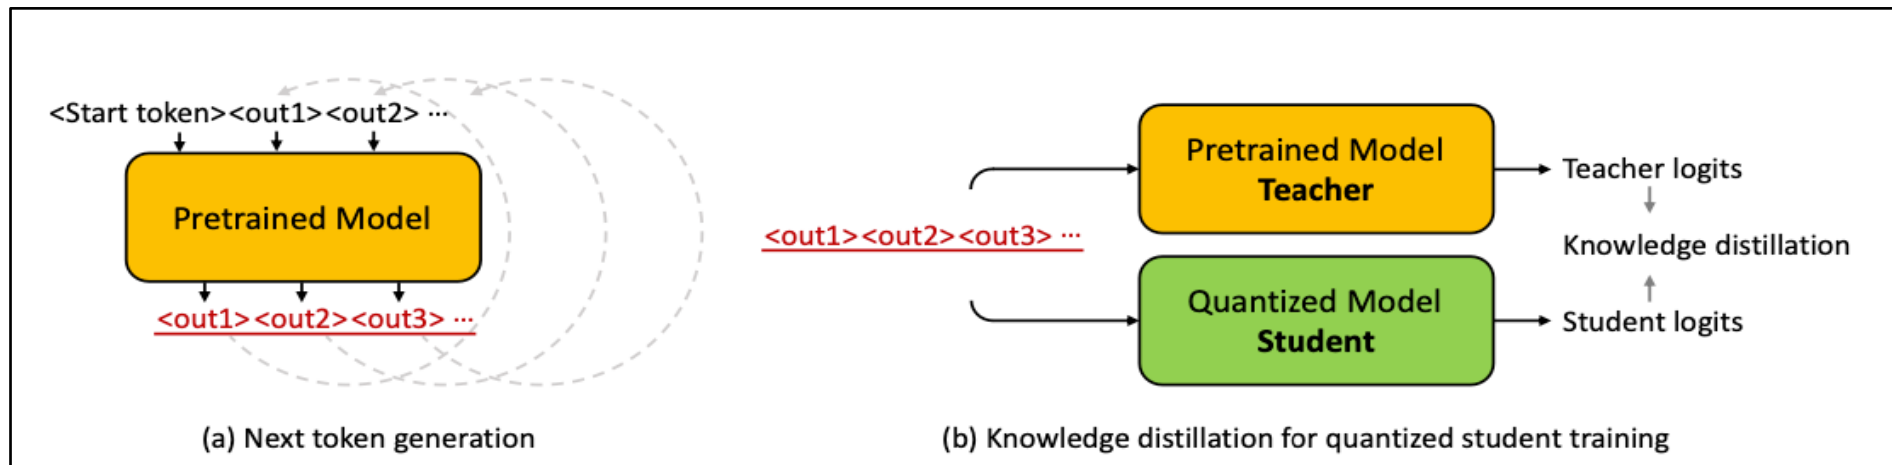 <Start token><out1><out2> ...
Pretrained Model
<out1><out2><out3> ...
(a) Next token generation
<out1><out2><out3> ...
Pretrained Model
Teacher
Quantized Model
Student
Teacher logits
Knowledge distillation
Student logits
(b) Knowledge distillation for quantized student training